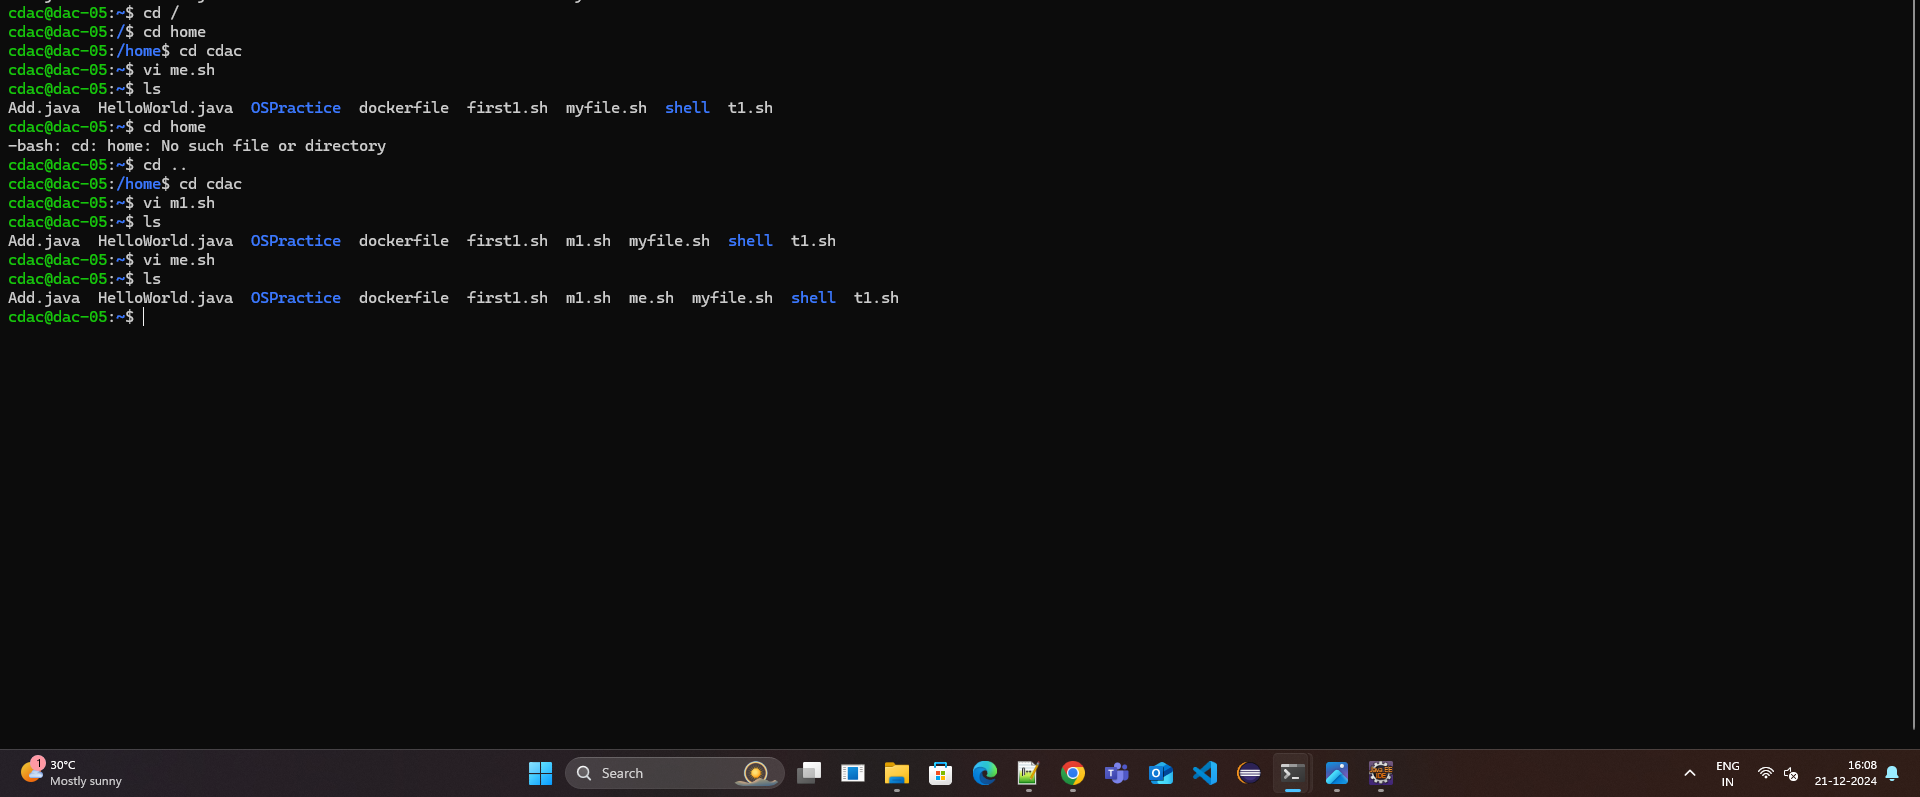 cdac@dac-05:~$ cd /
cdac@dac-05:/$ cd home
cdac@dac-05:/home$ cd cdac
cdac@dac-05:~$ vi me.sh
cdac@dac-05:~$ ls
Add.java  HelloWorld.java  OSPractice  dockerfile  first1.sh  myfile.sh  shell  t1.sh
cdac@dac-05:~$ cd home
-bash: cd: home: No such file or directory
cdac@dac-05:~$ cd ..
cdac@dac-05:/home$ cd cdac
cdac@dac-05:~$ vi m1.sh
cdac@dac-05:~$ ls
Add.java  HelloWorld.java  OSPractice  dockerfile  first1.sh  m1.sh  myfile.sh  shell  t1.sh
cdac@dac-05:~$ vi me.sh
cdac@dac-05:~$ ls
Add.java  HelloWorld.java  OSPractice  dockerfile  first1.sh  m1.sh  me.sh  myfile.sh  shell  t1.sh
cdac@dac-05:~$
1
30°C
Mostly sunny
Search
ENG
IN
16:08
21-12-2024